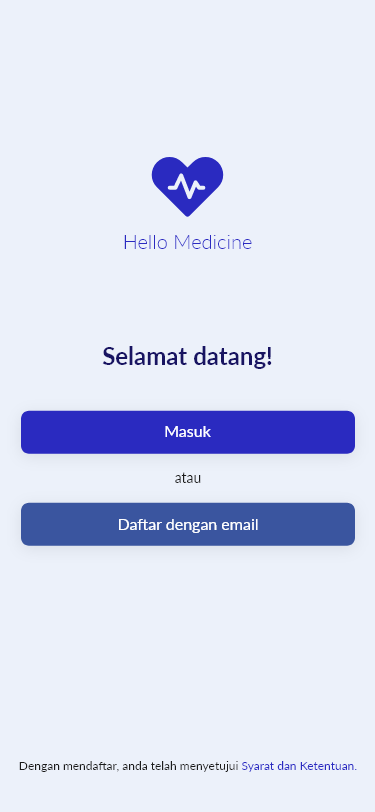 Hello Medicine
Selamat datang!
Masuk
atau
Daftar dengan email
Dengan mendaftar, anda telah menyetujui Syarat dan Ketentuan.